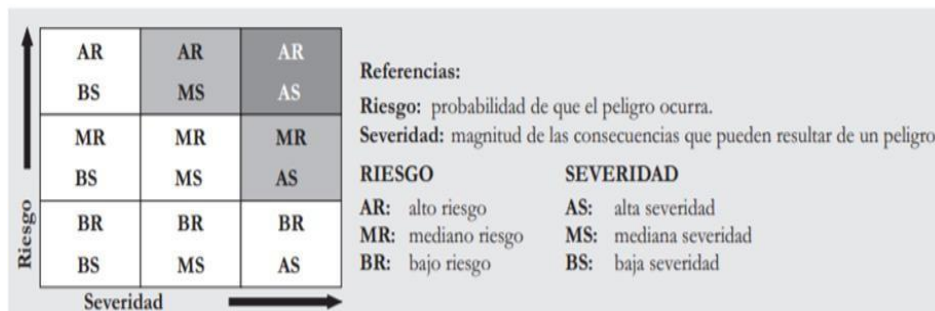 AR AR AR
BS MS AS
MR MR MR
BS MS AS
BR BR BR
BS MS AS
Riesgo
Severidad
Referencias:
Riesgo: probabilidad de que el peligro ocurra.
Severidad: magnitud de las consecuencias que pueden resultar de un peligro
RIESGO SEVERIDAD
AR: alto riesgo AS: alta severidad
MR: mediano riesgo MS: mediana severidad
BR: bajo riesgo BS: baja severidad